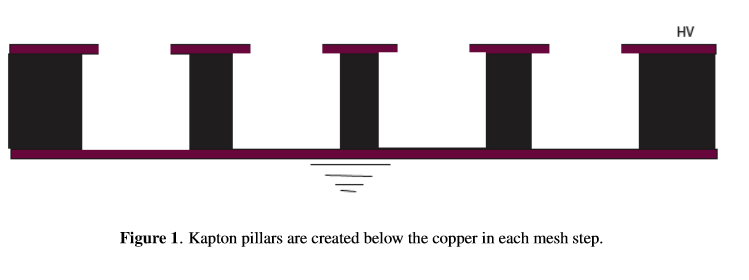 HV
Figure 1. Kapton pillars are created below the copper in each mesh step.